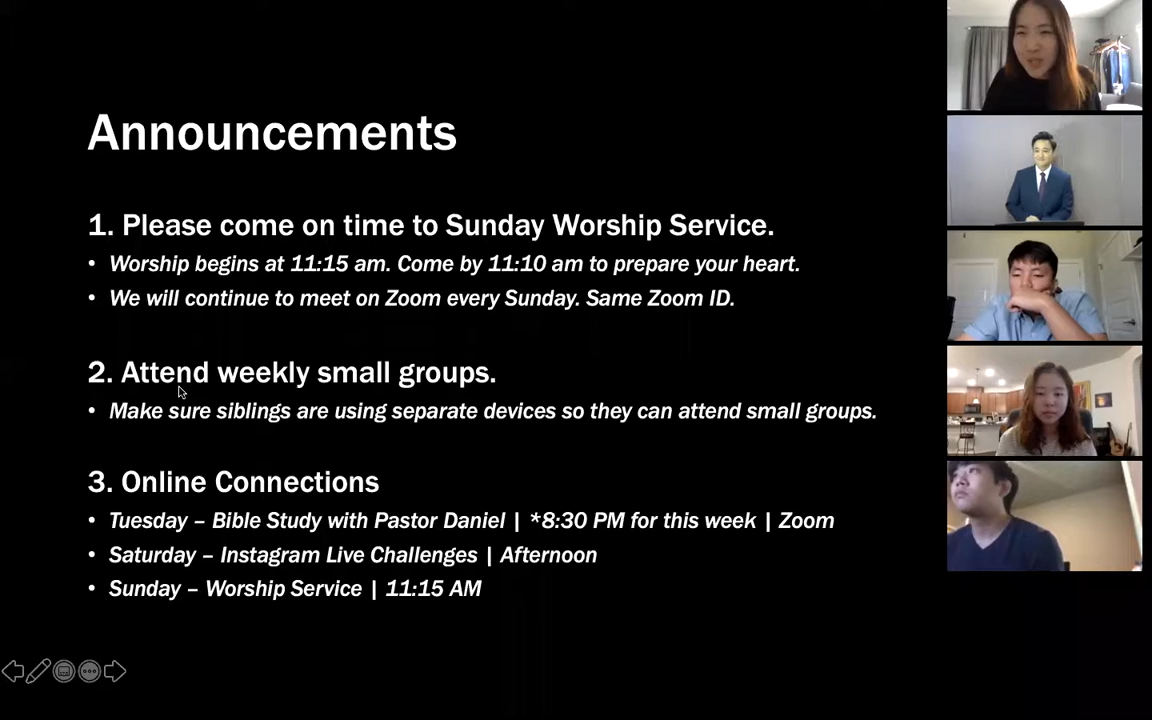 Announcements
1. Please come on time to Sunday Worship Service.
• Worship begins at 11:15 am. Come by 11:10 am to prepare your heart.
• We will continue to meet on Zoom every Sunday. Same Zoom ID.
2. Attend weekly small groups.
• Make sure siblings are using separate devices so they can attend small groups.
3. Online Connections
• Tuesday – Bible Study with Pastor Daniel | *8:30 PM for this week | Zoom
• Saturday – Instagram Live Challenges | Afternoon
• Sunday – Worship Service | 11:15 AM